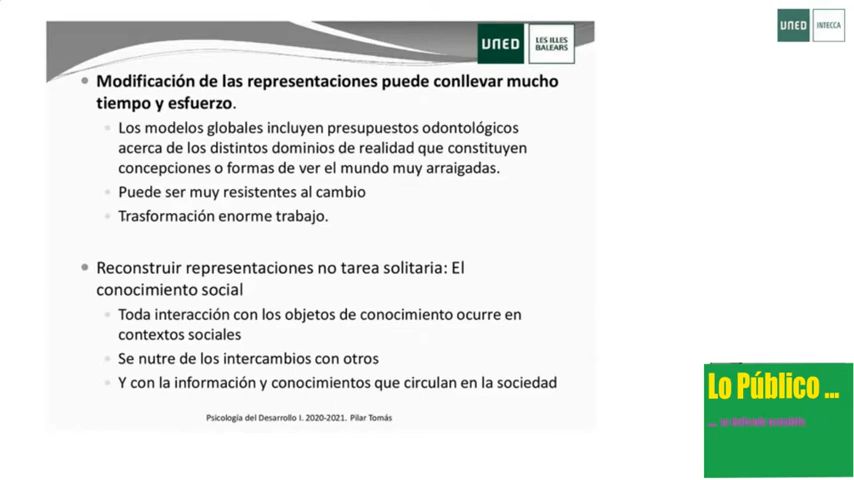 UNED
INTECCA
UNED
LES ILLES
BALEARS
Modificación de las representaciones puede conllevar mucho
tiempo y esfuerzo.
Los modelos globales incluyen presupuestos odontológicos
acerca de los distintos dominios de realidad que constituyen
concepciones o formas de ver el mundo muy arraigadas.
Puede ser muy resistentes al cambio
Trasformación enorme trabajo.
Reconstruir representaciones no tarea solitaria: El
conocimiento social
Toda interacción con los objetos de conocimiento ocurre en
contextos sociales
Se nutre de los intercambios con otros
Y con la información y conocimientos que circulan en la sociedad
Psicología del Desarrollo I. 2020-2021. Pilar Tomás
Lo Público ...